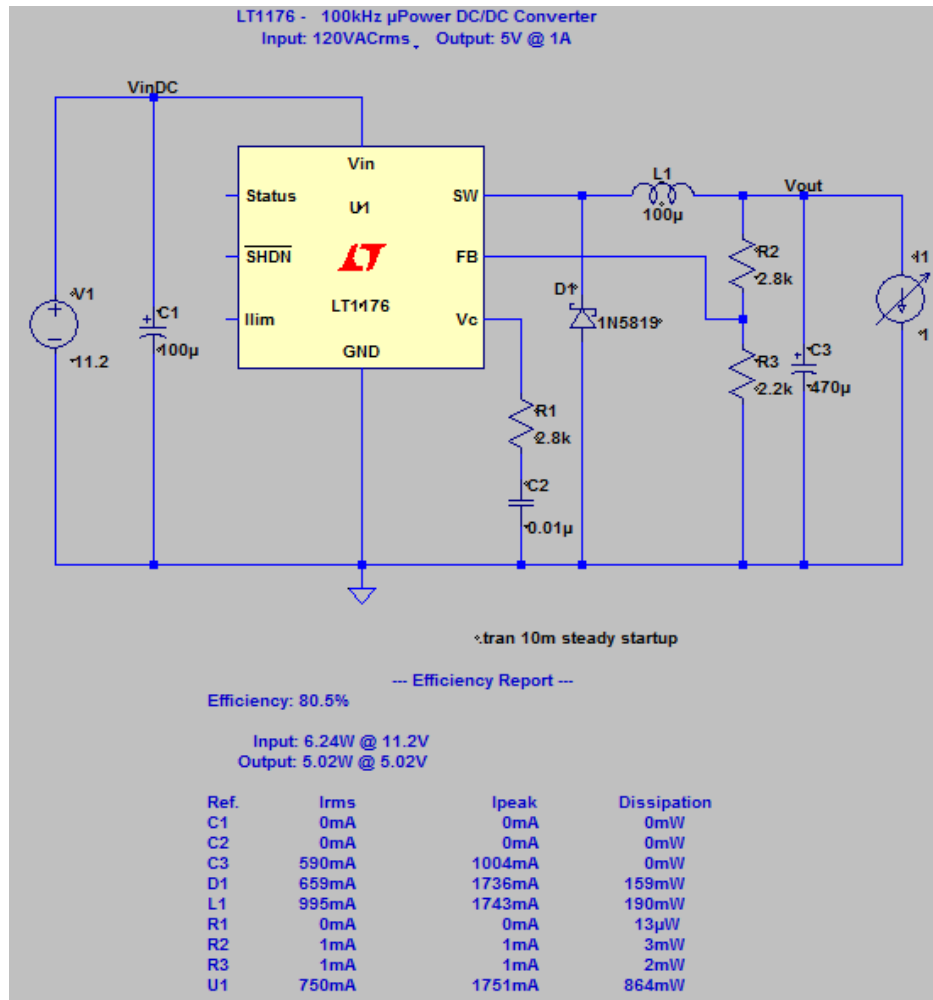 LT1176 - 100kHz µPower DC/DC Converter
Input: 120VACrms Output: 5V @ 1A
VinDC
Vin
Status
U1
SW
L1
100µ
Vout
SHDN
FB
R2
2.8k
I1
1
V1
11.2
C1
100µ
Ilim
LT1176
Vc
D1
1N5819
GND
R3
2.2k
C3
470µ
R1
2.8k
C2
0.01µ
.tran 10m steady startup
--- Efficiency Report ---
Efficiency: 80.5%
Input: 6.24W @ 11.2V
Output: 5.02W @ 5.02V
Ref. Irms Ipeak Dissipation
C1 0mA 0mA 0mW
C2 0mA 0mA 0mW
C3 590mA 1004mA 0mW
D1 659mA 1736mA 159mW
L1 995mA 1743mA 190mW
R1 0mA 0mA 13µW
R2 1mA 1mA 3mW
R3 1mA 1mA 2mW
U1 750mA 1751mA 864mW